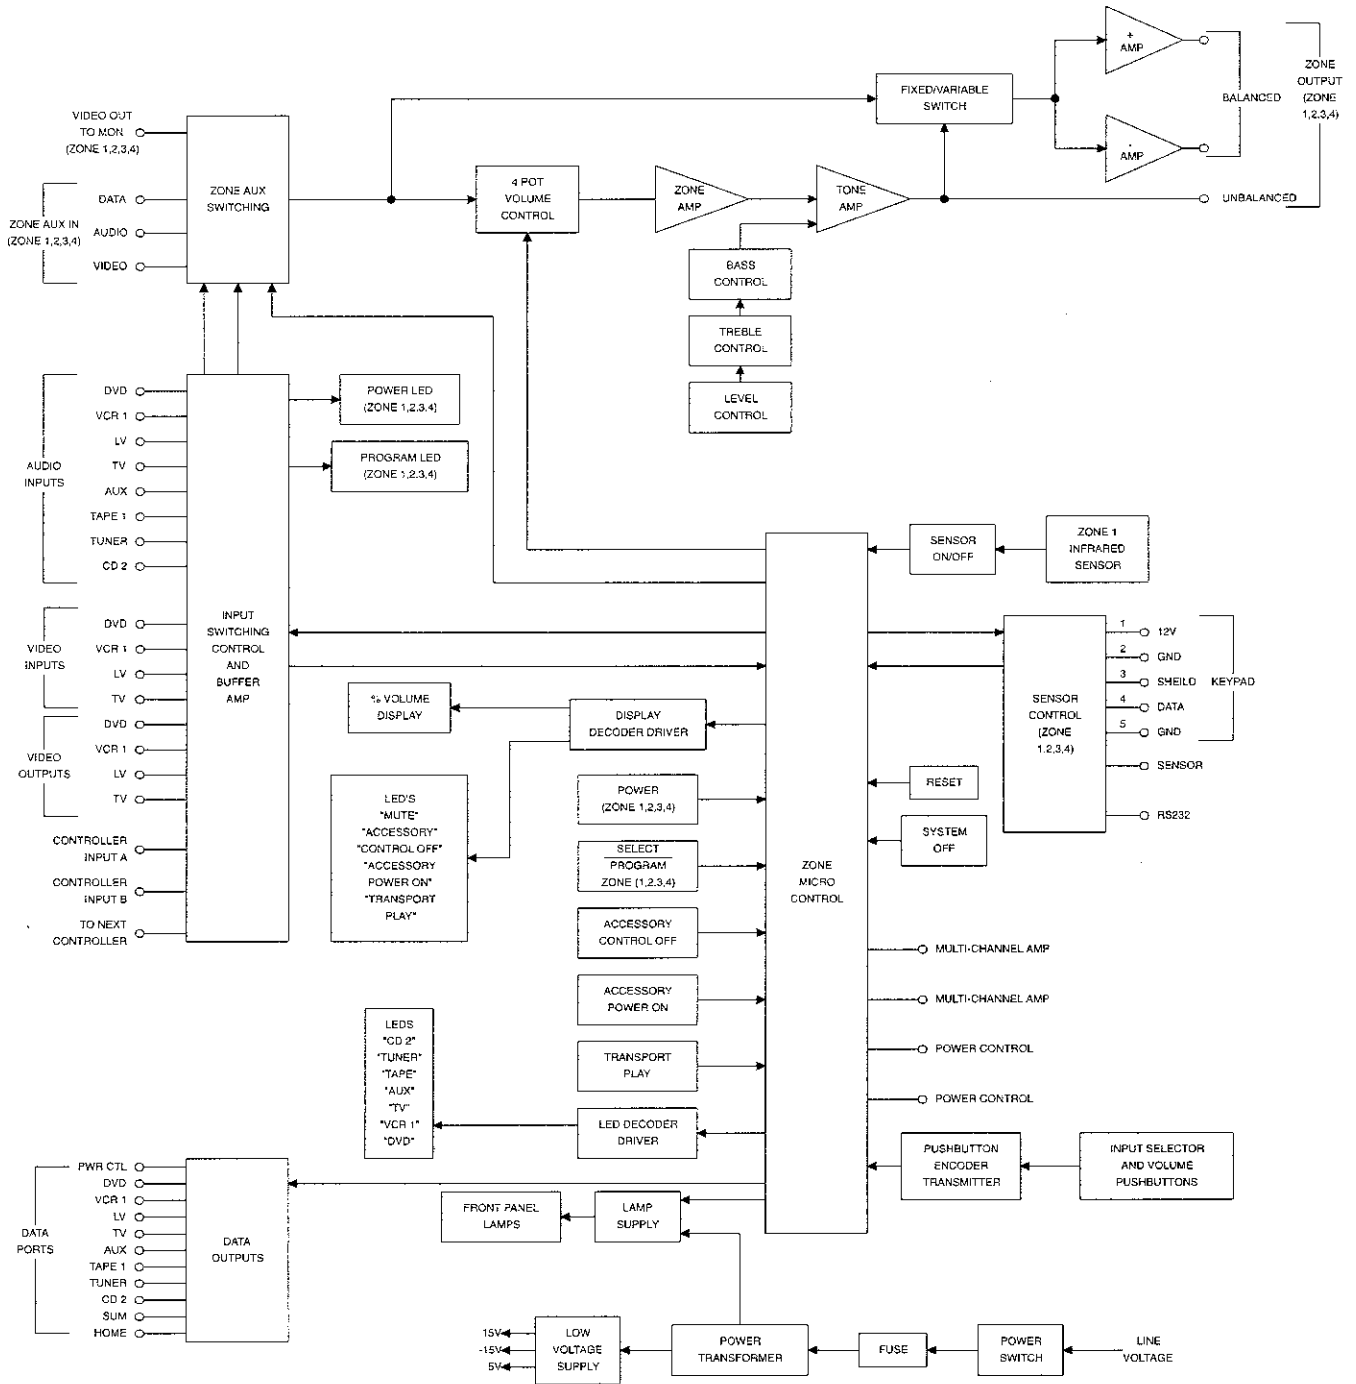 VIDEO OUT
TO MON
(ZONE 1,2,3,4)
DATA
ZONE AUX IN
(ZONE 1,2,3,4)
AUDIO
VIDEO
ZONE AUX
SWITCHING
4 POT
VOLUME
CONTROL
ZONE
AMP
TONE
AMP
FIXED/VARIABLE
SWITCH
+
AMP
-
AMP
BALANCED
UNBALANCED
ZONE
OUTPUT
(ZONE
1,2,3,4)
BASS
CONTROL
TREBLE
CONTROL
LEVEL
CONTROL
AUDIO
INPUTS
DVD
VCR 1
LV
TV
AUX
TAPE 1
TUNER
CD 2
VIDEO
INPUTS
DVD
VCR 1
LV
TV
VIDEO
OUTPUTS
DVD
VCR 1
LV
TV
CONTROLLER
INPUT A
CONTROLLER
INPUT B
TO NEXT
CONTROLLER
INPUT
SWITCHING
CONTROL
AND
BUFFER
AMP
POWER LED
(ZONE 1,2,3,4)
PROGRAM LED
(ZONE 1,2,3,4)
% VOLUME
DISPLAY
DISPLAY
DECODER DRIVER
LED'S
"MUTE"
"ACCESSORY"
"CONTROL OFF"
"ACCESSORY
POWER ON"
"TRANSPORT
PLAY"
POWER
(ZONE 1,2,3,4)
SELECT
PROGRAM
ZONE (1,2,3,4)
ACCESSORY
CONTROL OFF
ACCESSORY
POWER ON
TRANSPORT
PLAY
LED DECODER
DRIVER
LEDS
"CD 2"
"TUNER"
"TAPE"
"AUX"
"TV"
"VCR 1"
"DVD"
ZONE
MICRO
CONTROL
SENSOR
ON/OFF
ZONE 1
INFRARED
SENSOR
SENSOR
CONTROL
(ZONE
1,2,3,4)
1 12V
2 GND
3 SHEILD
4 DATA
5 GND
KEYPAD
SENSOR
RS232
RESET
SYSTEM
OFF
MULTI-CHANNEL AMP
MULTI-CHANNEL AMP
POWER CONTROL
POWER CONTROL
PUSHBUTTON
ENCODER
TRANSMITTER
INPUT SELECTOR
AND VOLUME
PUSHBUTTONS
DATA
PORTS
PWR CTL
DVD
VCR 1
LV
TV
AUX
TAPE 1
TUNER
CD 2
SUM
HOME
DATA
OUTPUTS
FRONT PANEL
LAMPS
LAMP
SUPPLY
15V
-15V
5V
LOW
VOLTAGE
SUPPLY
POWER
TRANSFORMER
FUSE
POWER
SWITCH
LINE
VOLTAGE